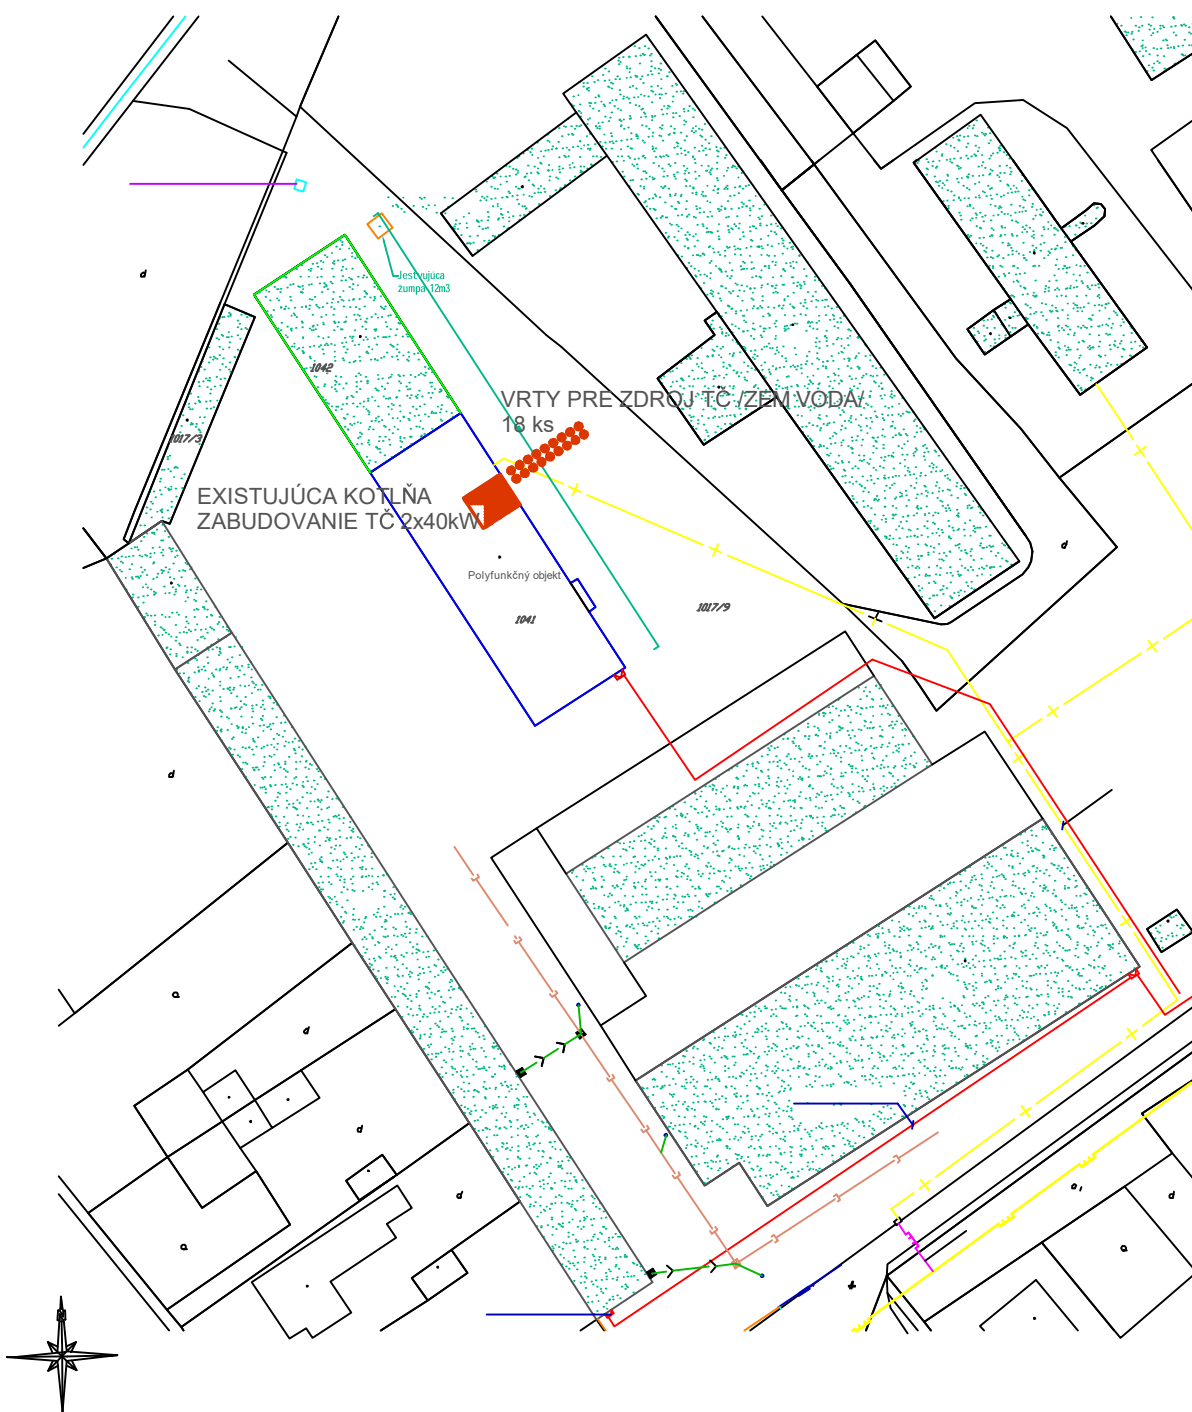 Jestvujúca
žumpa 12m3
1042
VRTY PRE ZDROJ TČ /ZEM VODA/
18 ks
1017/3
EXISTUJÚCA KOTLŇA
ZABUDOVANIE TČ 2x40kW
Polyfunkčný objekt
1041
1017/9